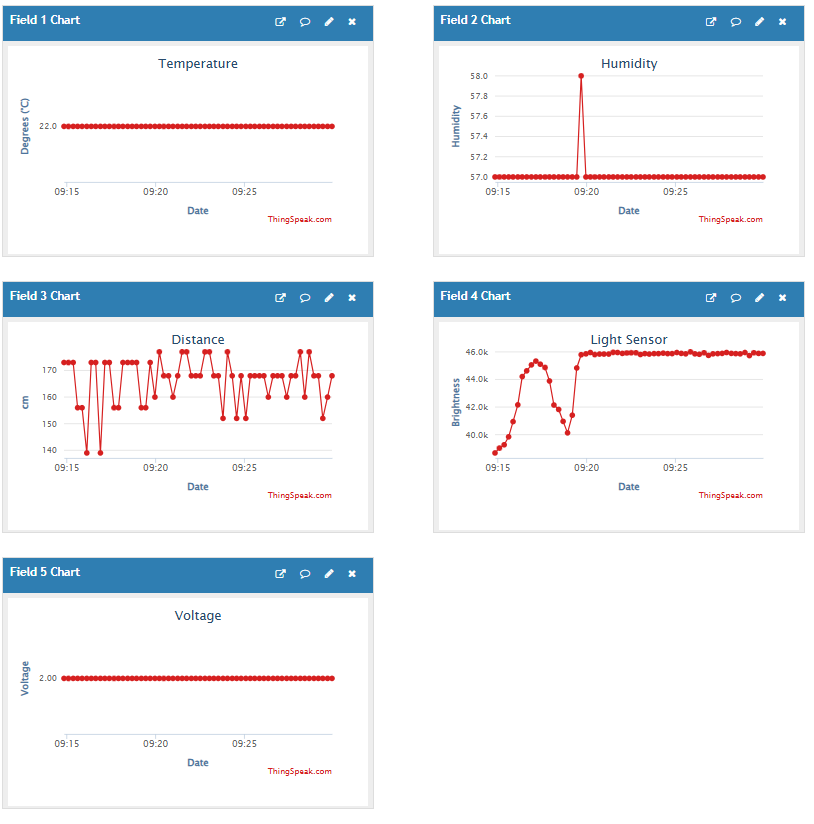 Field 1 Chart
Temperature
Degrees (°C)
22.0
09:15 09:20 09:25
Date
ThingSpeak.com
Field 2 Chart
Humidity
Humidity
58.0
57.8
57.6
57.4
57.2
57.0
09:15 09:20 09:25
Date
ThingSpeak.com
Field 3 Chart
Distance
cm
170
160
150
140
09:15 09:20 09:25
Date
ThingSpeak.com
Field 4 Chart
Light Sensor
Brightness
46.0k
44.0k
42.0k
40.0k
09:15 09:20 09:25
Date
ThingSpeak.com
Field 5 Chart
Voltage
Voltage
2.00
09:15 09:20 09:25
Date
ThingSpeak.com